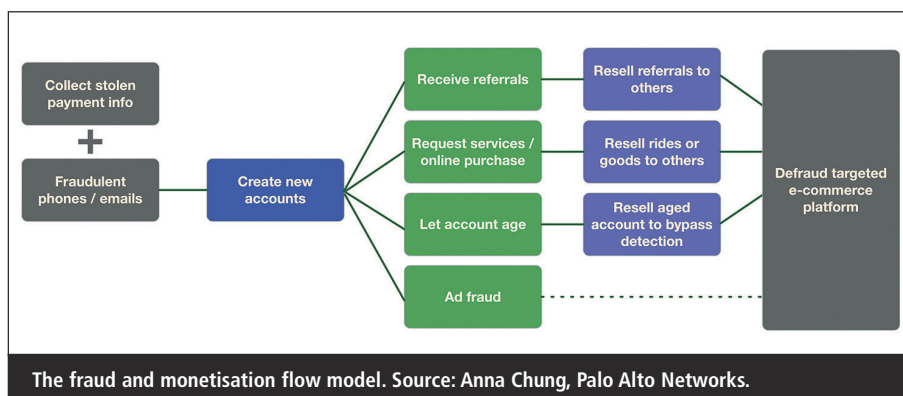 Collect stolen
payment info
+
Fraudulent
phones / emails
Create new
accounts
Receive referrals
Resell referrals to
others
Request services /
online purchase
Resell rides or
goods to others
Let account age
Resell aged
account to bypass
detection
Ad fraud
Defraud targeted
e-commerce
platform
The fraud and monetisation flow model. Source: Anna Chung, Palo Alto Networks.